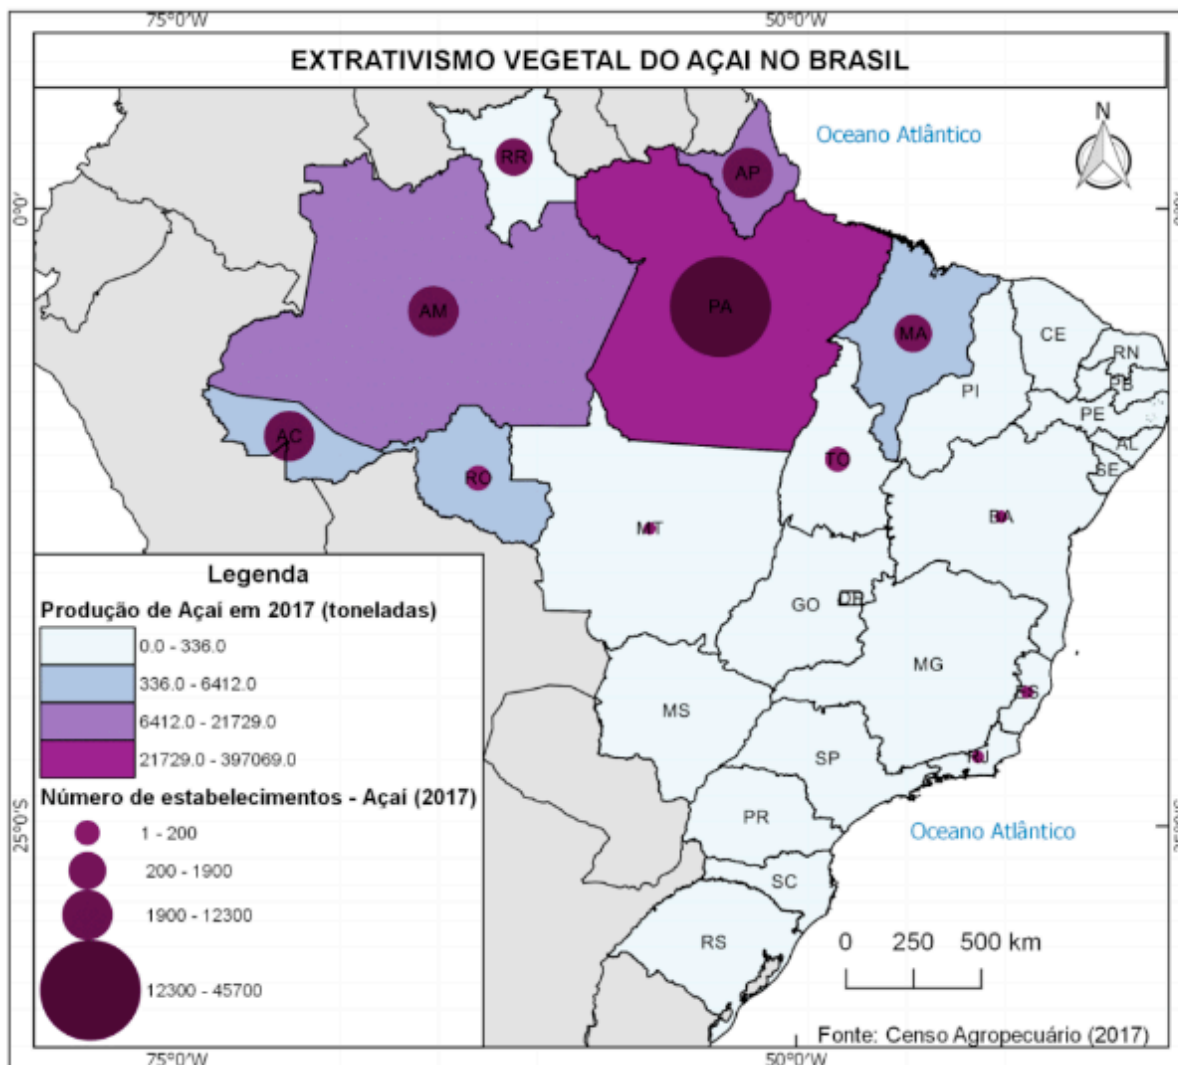 75°0'W 50°0'W
EXTRATIVISMO VEGETAL DO AÇAI NO BRASIL
N
Oceano Atlântico
RR
AP
0°0'
AM
PA
MA
CE
RN
PI
PB
PE
AC
AL
TO
SE
RO
BA
MT
GO
DF
MG
ES
MS
SP
RJ
PR
SC
RS
Oceano Atlântico
25°0'S
Legenda
Produção de Açaí em 2017 (toneladas)
0.0 - 336.0
336.0 - 6412.0
6412.0 - 21729.0
21729.0 - 397069.0
Número de estabelecimentos - Açaí (2017)
1 - 200
200 - 1900
1900 - 12300
12300 - 45700
0 250 500 km
Fonte: Censo Agropecuário (2017)
75°0'W 50°0'W